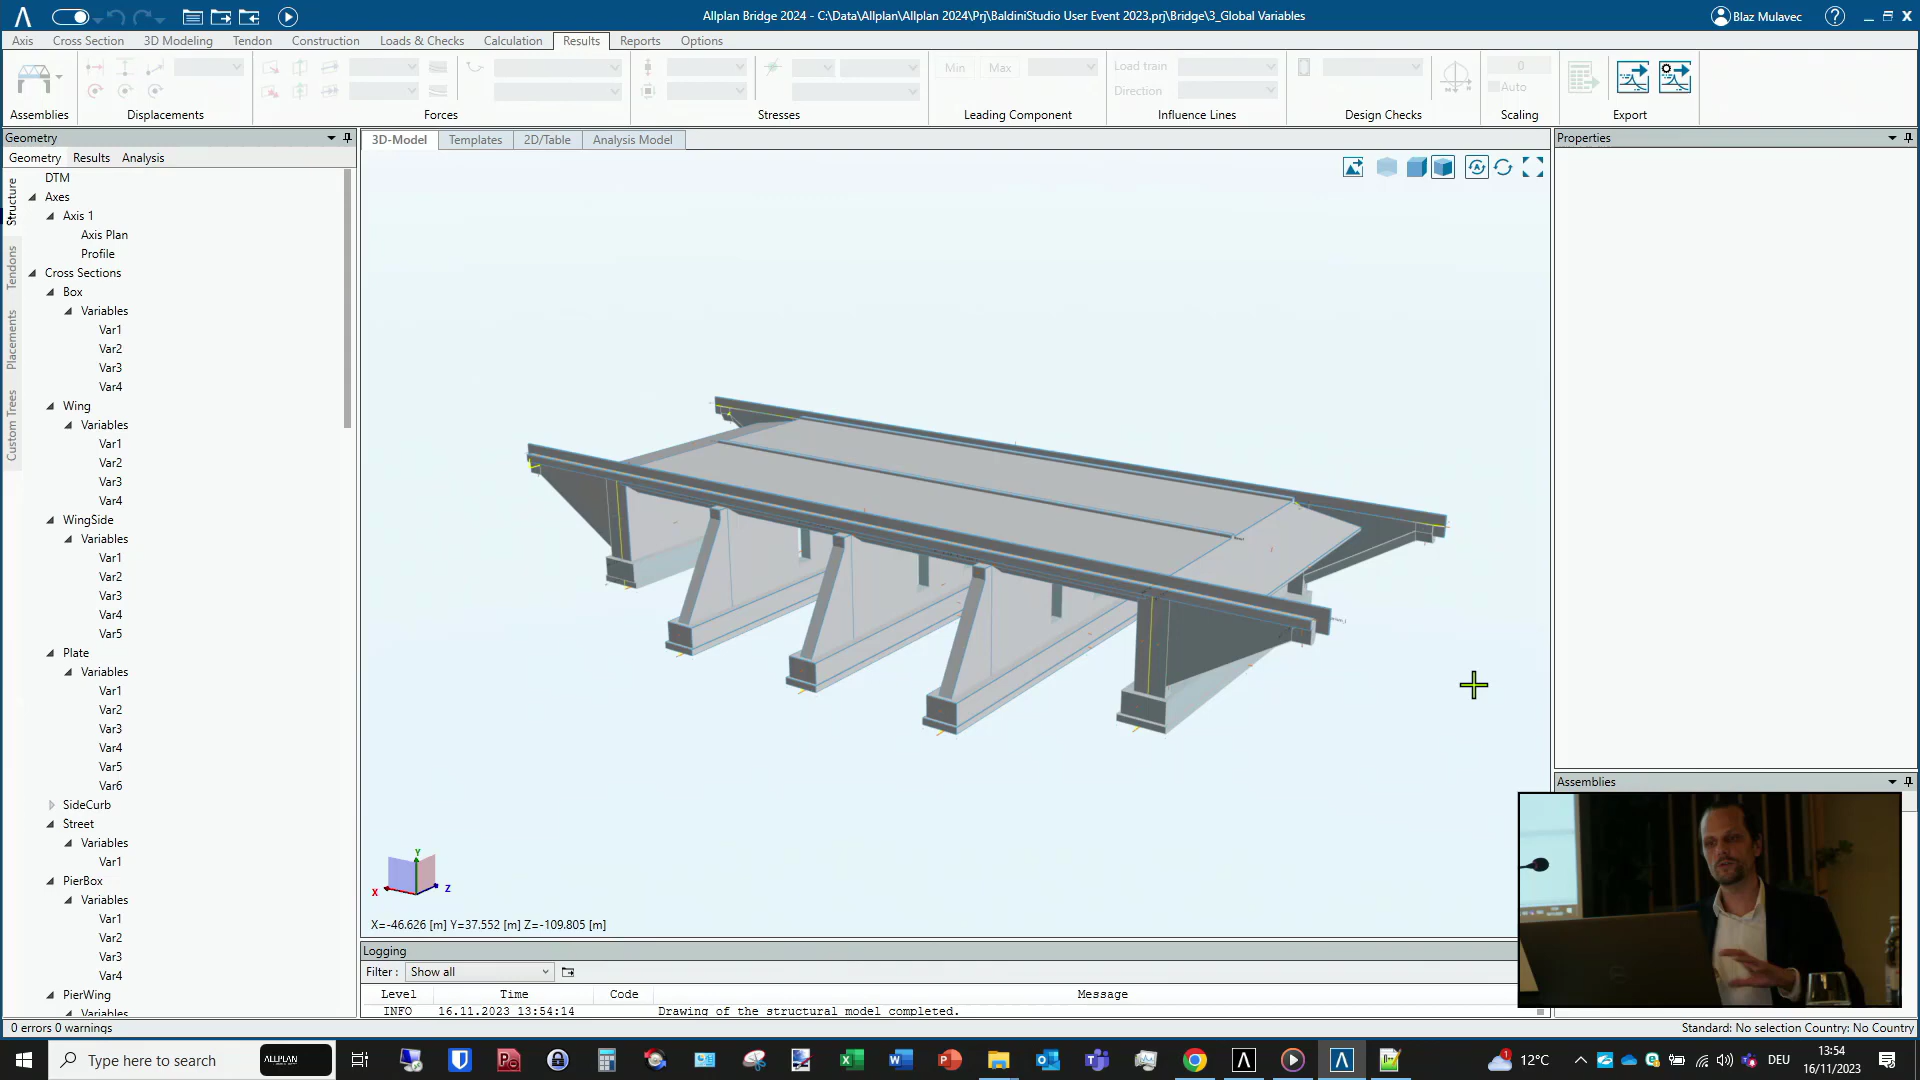 Allplan Bridge 2024 - C:\Data\Allplan\Allplan 2024\Prj\BaldiniStudio User Event 2023.prj\Bridge\3_Global Variables
Blaz Mulavec
Axis Cross Section 3D Modeling Tendon Construction Loads & Checks Calculation Results Reports Options
Min Max Load train 0
Direction Auto
Assemblies Displacements Forces Stresses Leading Component Influence Lines Design Checks Scaling Export
Geometry
Geometry Results Analysis
Structure
Tendons
Placements
Custom Trees
DTM
Axes
Axis 1
Axis Plan
Profile
Cross Sections
Box
Variables
Var1
Var2
Var3
Var4
Wing
Variables
Var1
Var2
Var3
Var4
WingSide
Variables
Var1
Var2
Var3
Var4
Var5
Plate
Variables
Var1
Var2
Var3
Var4
Var5
Var6
SideCurb
Street
Variables
Var1
PierBox
Variables
Var1
Var2
Var3
Var4
PierWing
Variables
3D-Model Templates 2D/Table Analysis Model
Y
X
Z
X=-46.626 [m] Y=37.552 [m] Z=-109.805 [m]
Logging
Filter : Show all
Level Time Code Message
INFO 16.11.2023 13:54:14 Drawing of the structural model completed.
Properties
Assemblies
0 errors 0 warnings
Standard: No selection Country: No Country
Type here to search
ALLPLAN
12°C
DEU
13:54
16/11/2023